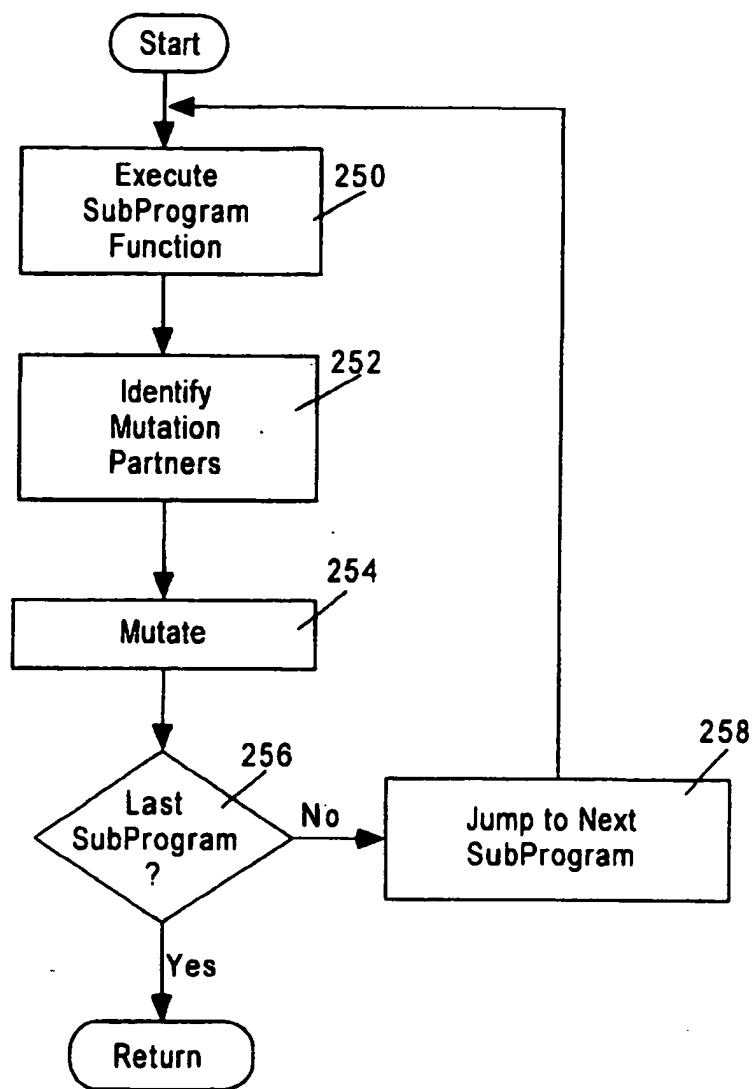 Start
Execute
SubProgram
Function
250
Identify
Mutation
Partners
252
Mutate
254
Last
SubProgram
?
256
No
Jump to Next
SubProgram
258
Yes
Return